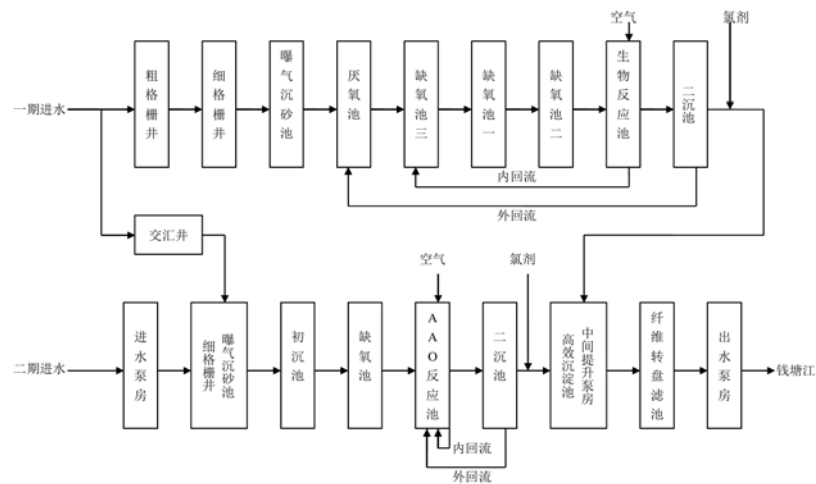 空气
氯剂
一期进水
粗格栅井
细格栅井
曝气沉砂池
厌氧池
缺氧池三
缺氧池一
缺氧池二
生物反应池
二沉池
内回流
外回流
交汇井
空气
氯剂
二期进水
进水泵房
曝气沉砂池
细格栅井
初沉池
缺氧池
AAO反应池
二沉池
中间提升泵房
高效沉淀池
纤维转盘滤池
出水泵房
钱塘江
内回流
外回流